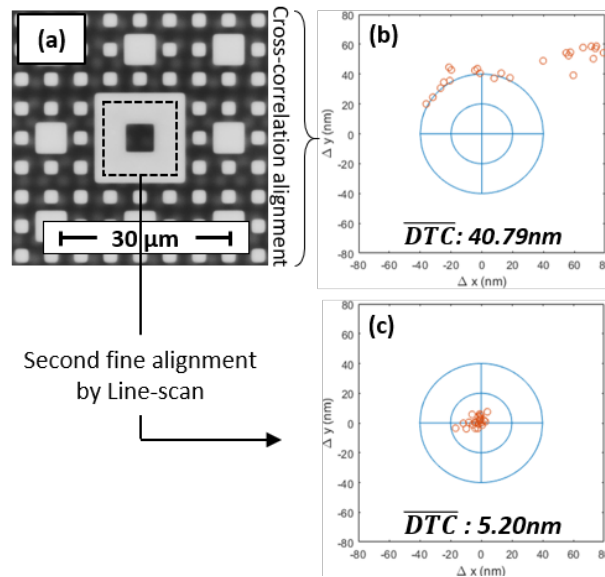 (a)
30 μm
Cross-correlation alignment
(b)
80
60
40
20
0
-20
-40
-60
-80
Δ y (nm)
-80 -60 -40 -20 0 20 40 60 80
Δ x (nm)
DTC: 40.79nm
Second fine alignment
by Line-scan
(c)
80
60
40
20
0
-20
-40
-60
-80
Δ y (nm)
-80 -60 -40 -20 0 20 40 60 80
Δ x (nm)
DTC : 5.20nm